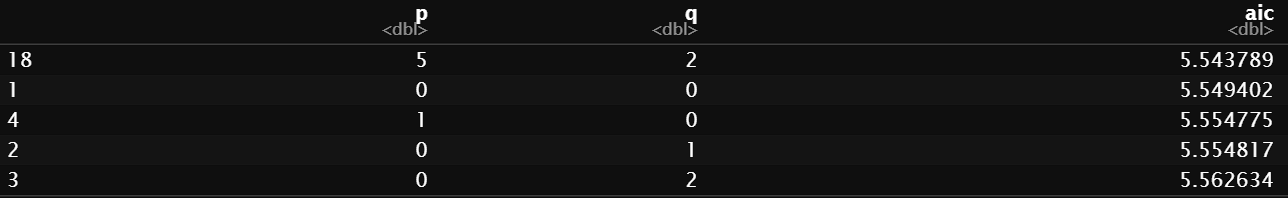 p q aic
<dbl> <dbl> <dbl>
18 5 2 5.543789
1 0 0 5.549402
4 1 0 5.554775
2 0 1 5.554817
3 0 2 5.562634